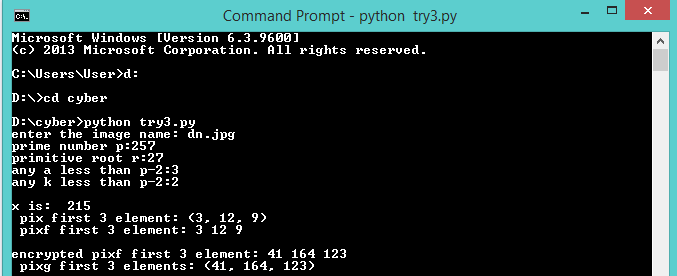 Command Prompt - python try3.py
Microsoft Windows [Version 6.3.9600]
(c) 2013 Microsoft Corporation. All rights reserved.
C:\Users\User>d:
D:\>cd cyber
D:\cyber>python try3.py
enter the image name: dn.jpg
prime number p:257
primitive root r:27
any a less than p-2:3
any k less than p-2:2
x is: 215
pix first 3 element: (3, 12, 9)
pixf first 3 element: 3 12 9
encrypted pixf first 3 element: 41 164 123
pixg first 3 elements: (41, 164, 123)